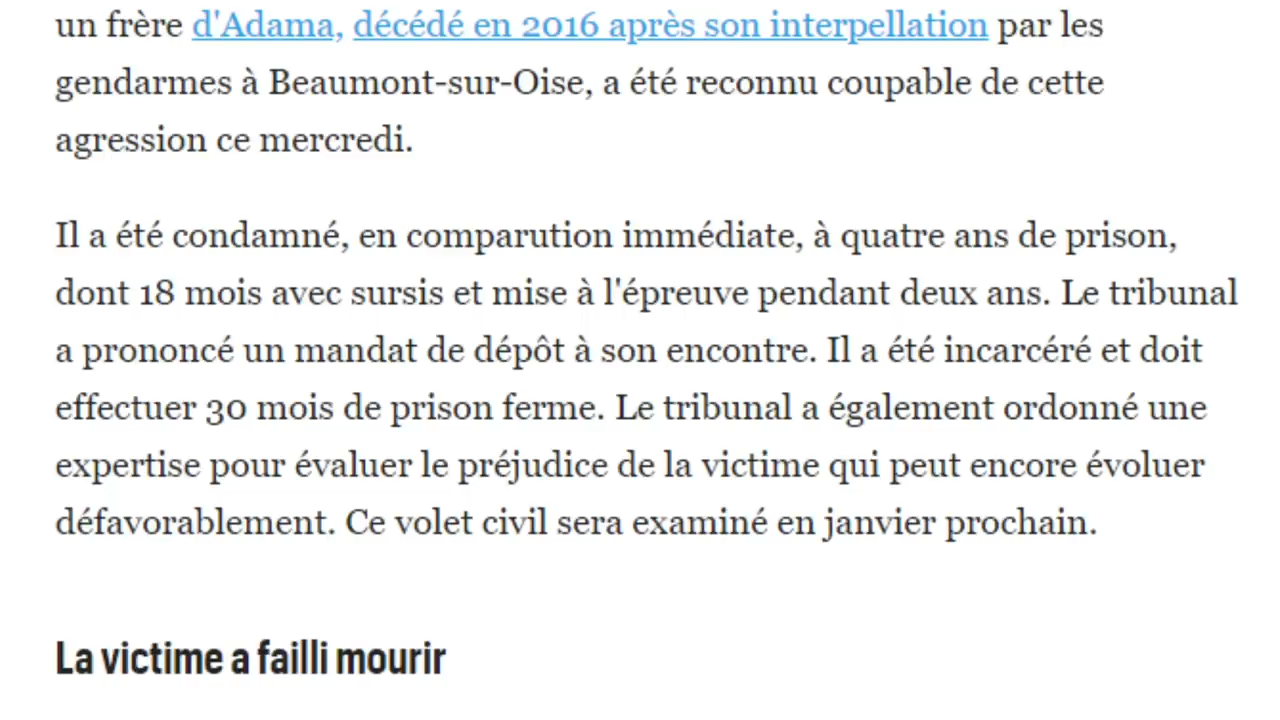 un frère d'Adama, décédé en 2016 après son interpellation par les
gendarmes à Beaumont-sur-Oise, a été reconnu coupable de cette
agression ce mercredi.
Il a été condamné, en comparution immédiate, à quatre ans de prison,
dont 18 mois avec sursis et mise à l'épreuve pendant deux ans. Le tribunal
a prononcé un mandat de dépôt à son encontre. Il a été incarcéré et doit
effectuer 30 mois de prison ferme. Le tribunal a également ordonné une
expertise pour évaluer le préjudice de la victime qui peut encore évoluer
défavorablement. Ce volet civil sera examiné en janvier prochain.
La victime a failli mourir